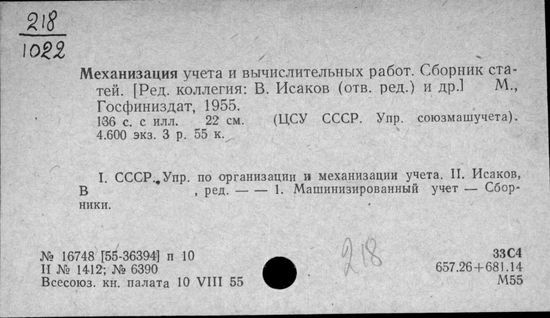 218
1022
Механизация учета и вычислительных работ. Сборник ста-
тей. [Ред. коллегия: В. Исаков (отв. ред.) и др.] М.,
Госфиниздат, 1955.
136 с. с илл. 22 см. (ЦСУ СССР. Упр. союзмашучета).
4.600 экз. 3 р. 55 к.
I. СССР. Упр. по организации и механизации учета. II. Исаков,
В , ред. — — 1. Машинизированный учет — Сбор-
ники.
№ 16748 [55-36394] п 10
218
33С4
II № 1412; № 6390
657.26+681.14
Всесоюз. кн. палата 10 VIII 55
М55